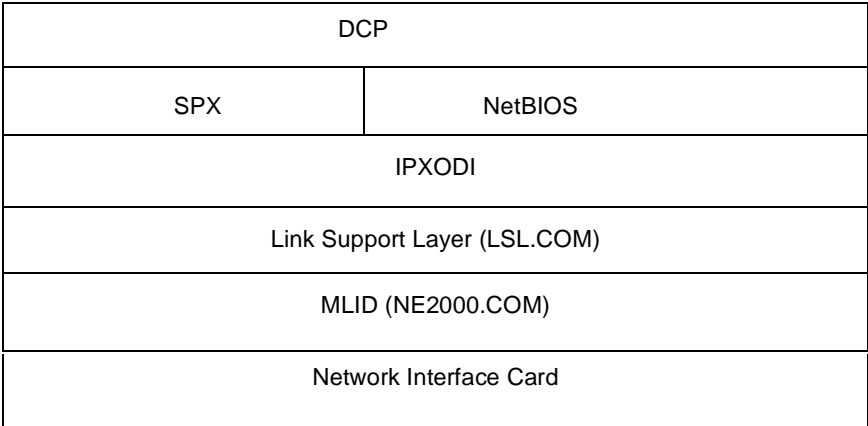 DCP
SPX NetBIOS
IPXODI
Link Support Layer (LSL.COM)
MLID (NE2000.COM)
Network Interface Card